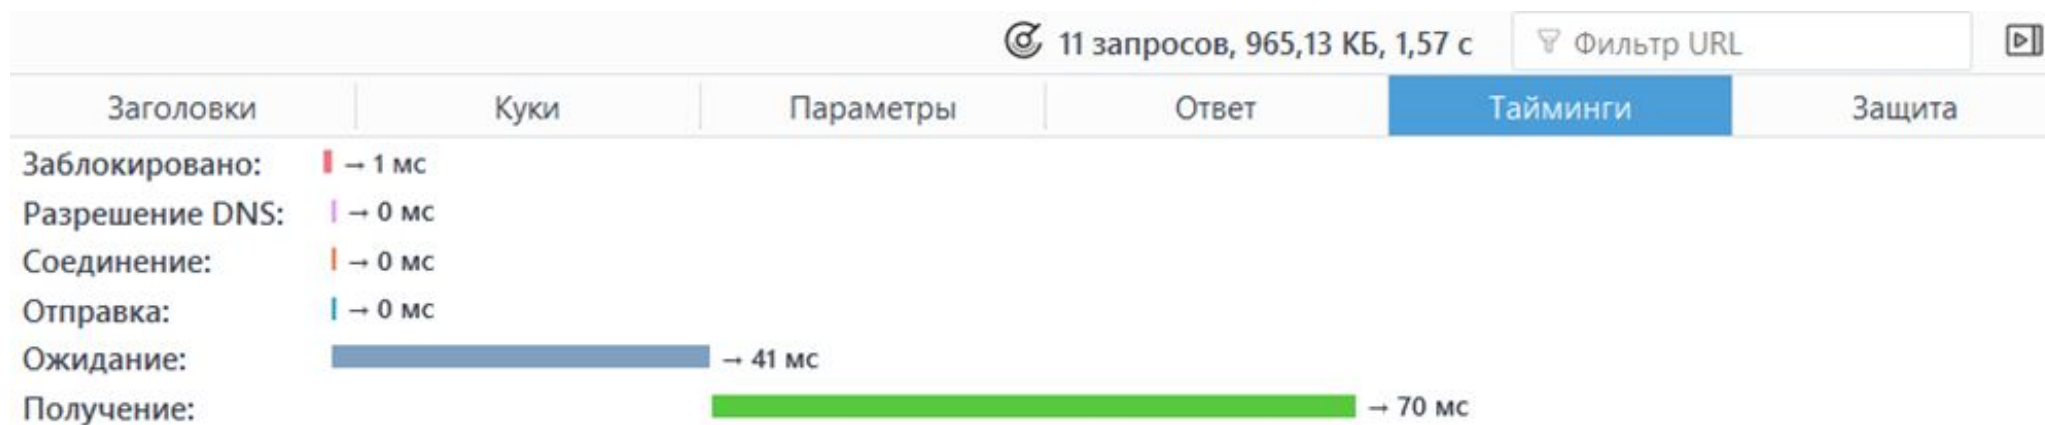 11 запросов, 965,13 КБ, 1,57 с Фильтр URL
Заголовки Куки Параметры Ответ Тайминги Защита
Заблокировано: → 1 мс
Разрешение DNS: → 0 мс
Соединение: → 0 мс
Отправка: → 0 мс
Ожидание: → 41 мс
Получение: → 70 мс